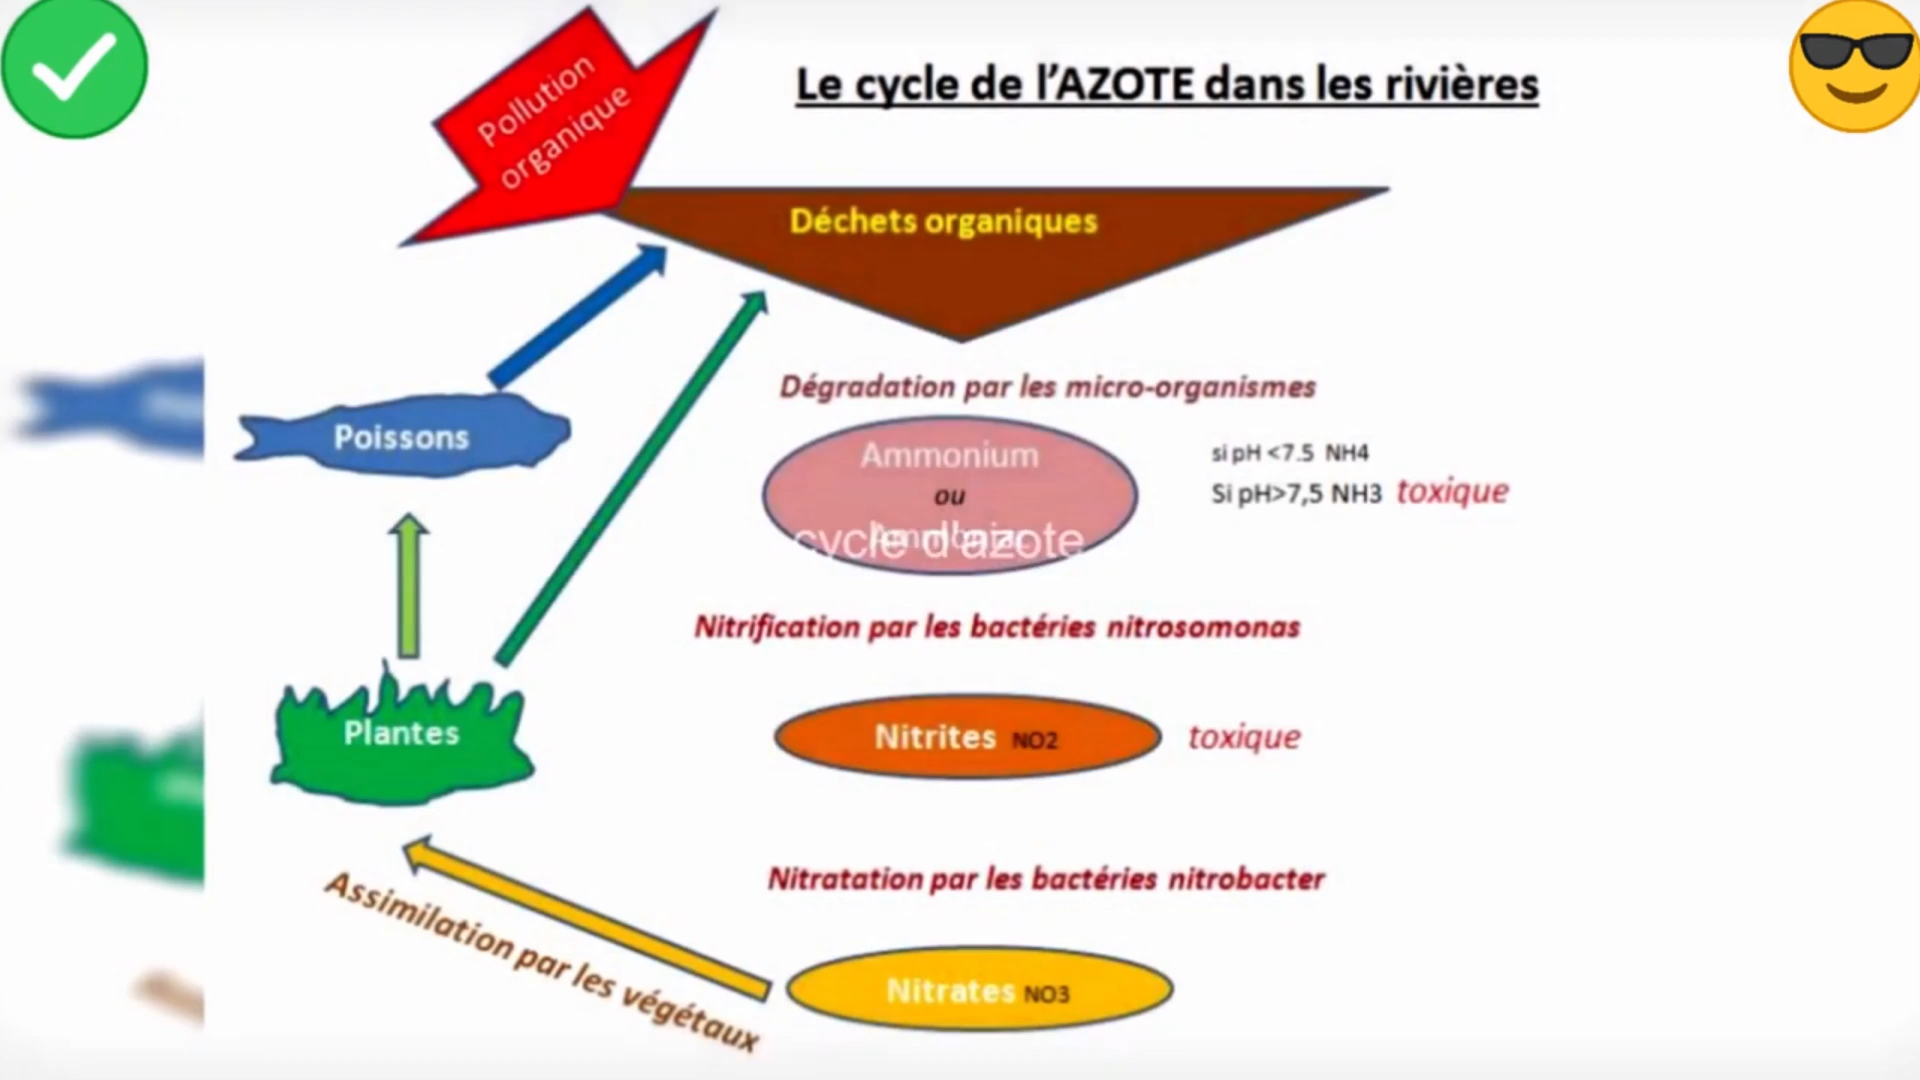 Le cycle de l'AZOTE dans les rivières
Pollution
organique
Déchets organiques
Dégradation par les micro-organismes
Poissons
Ammonium
ou
cycle d'azote
si pH <7.5 NH4
Si pH>7,5 NH3 toxique
Nitrification par les bactéries nitrosomonas
Plantes
Nitrites NO2
toxique
Nitratation par les bactéries nitrobacter
Assimilation par les végétaux
Nitrates NO3